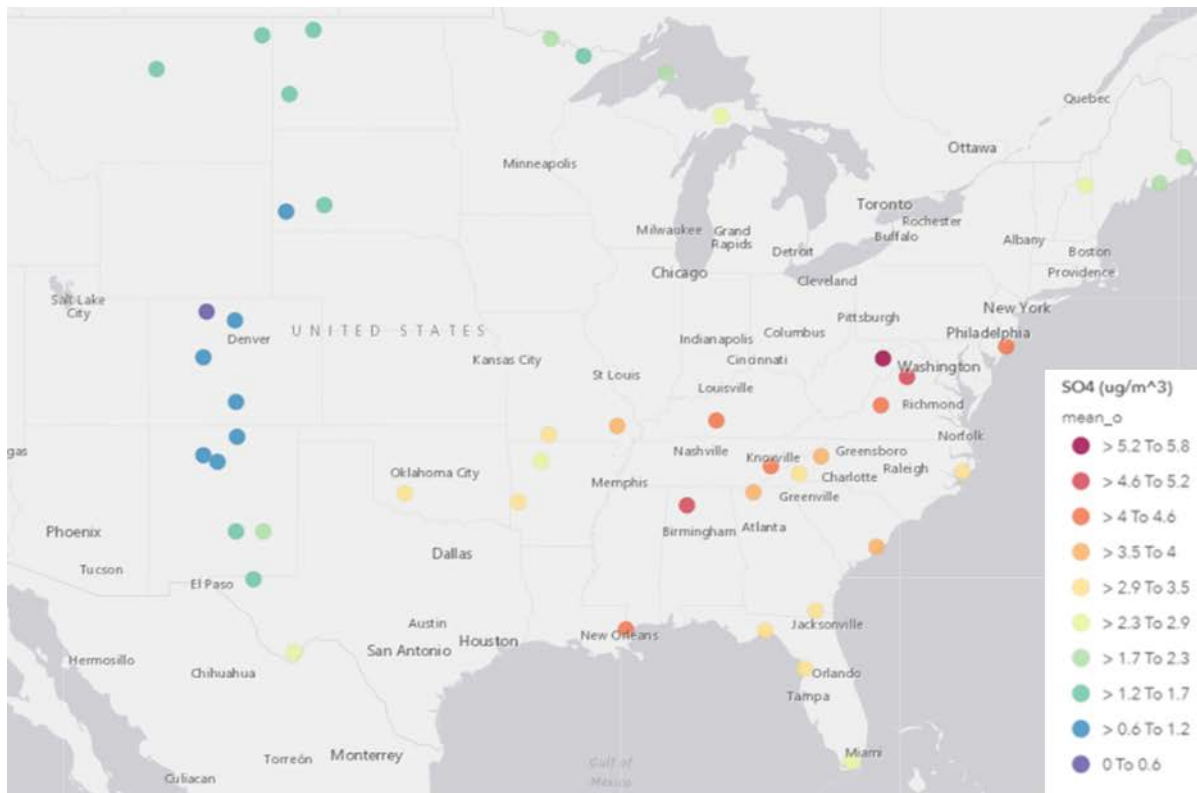 Quebec
Ottawa
Minneapolis
Toronto
Rochester
Milwaukee
Grand
Rapids
Buffalo
Albany
Detroit
Boston
Chicago
Cleveland
Providence
Salt Lake
City
New York
UNITED STATES
Denver
Pittsburgh
Columbus
Philadelphia
Indianapolis
Kansas City
Cincinnati
Washington
St Louis
Louisville
Richmond
Norfolk
gas
Nashville
Knoxville
Greensboro
Oklahoma City
Charlotte
Raleigh
Memphis
Greenville
Phoenix
Birmingham
Atlanta
Dallas
Tucson
El Paso
Austin
Jacksonville
New Orleans
Houston
San Antonio
Hermosillo
Chihuahua
Orlando
Tampa
Miami
Monterrey
Torreón
Culiacan
Gulf of
Mexico
SO4 (ug/m^3)
mean_o
> 5.2 To 5.8
> 4.6 To 5.2
> 4 To 4.6
> 3.5 To 4
> 2.9 To 3.5
> 2.3 To 2.9
> 1.7 To 2.3
> 1.2 To 1.7
> 0.6 To 1.2
0 To 0.6